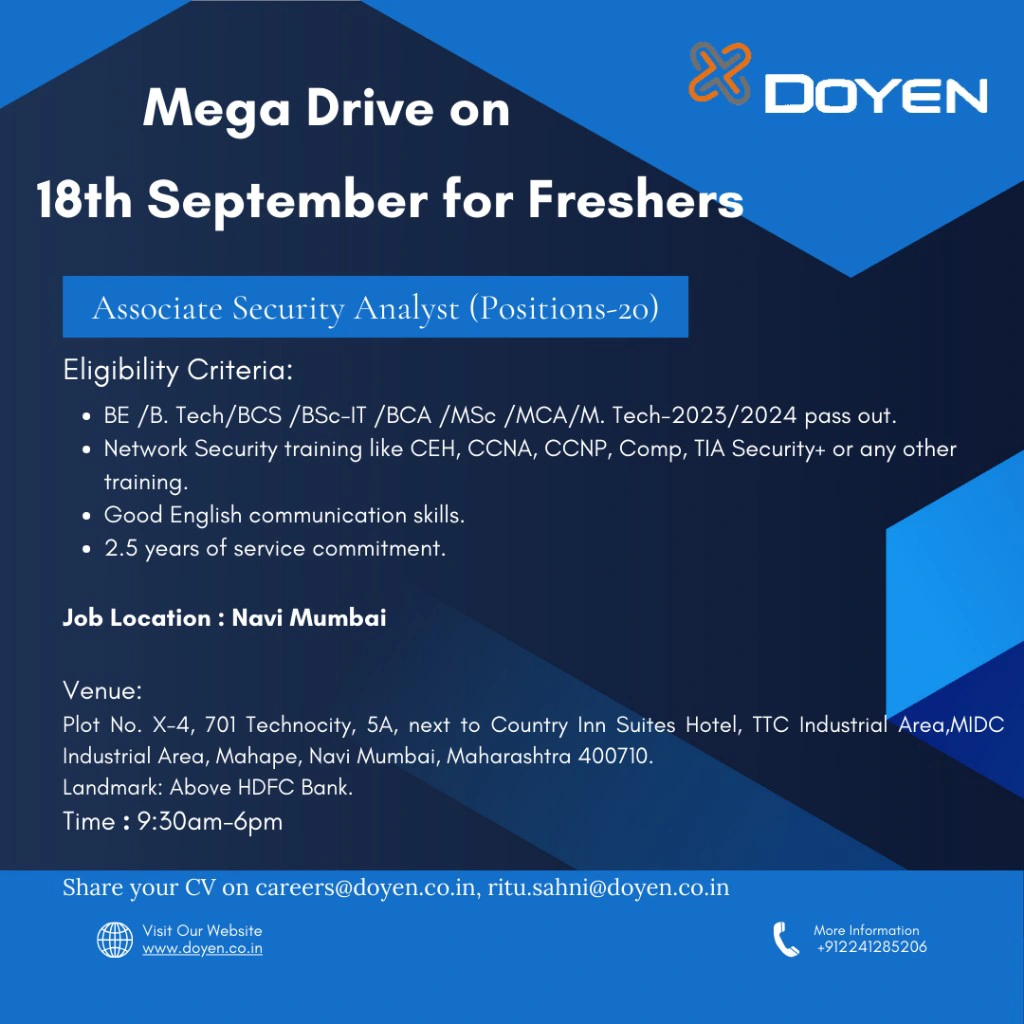 DOYEN
Mega Drive on
18th September for Freshers
Associate Security Analyst (Positions-20)
Eligibility Criteria:
• BE /B. Tech/BCS /BSc-IT /BCA /MSc /MCA/M. Tech-2023/2024 pass out.
• Network Security training like CEH, CCNA, CCNP, Comp, TIA Security+ or any other
training.
• Good English communication skills.
• 2.5 years of service commitment.
Job Location : Navi Mumbai
Venue:
Plot No. X-4, 701 Technocity, 5A, next to Country Inn Suites Hotel, TTC Industrial Area,MIDC
Industrial Area, Mahape, Navi Mumbai, Maharashtra 400710.
Landmark: Above HDFC Bank.
Time : 9:30am-6pm
Share your CV on careers@doyen.co.in, ritu.sahni@doyen.co.in
Visit Our Website
www.doyen.co.in
More Information
+912241285206